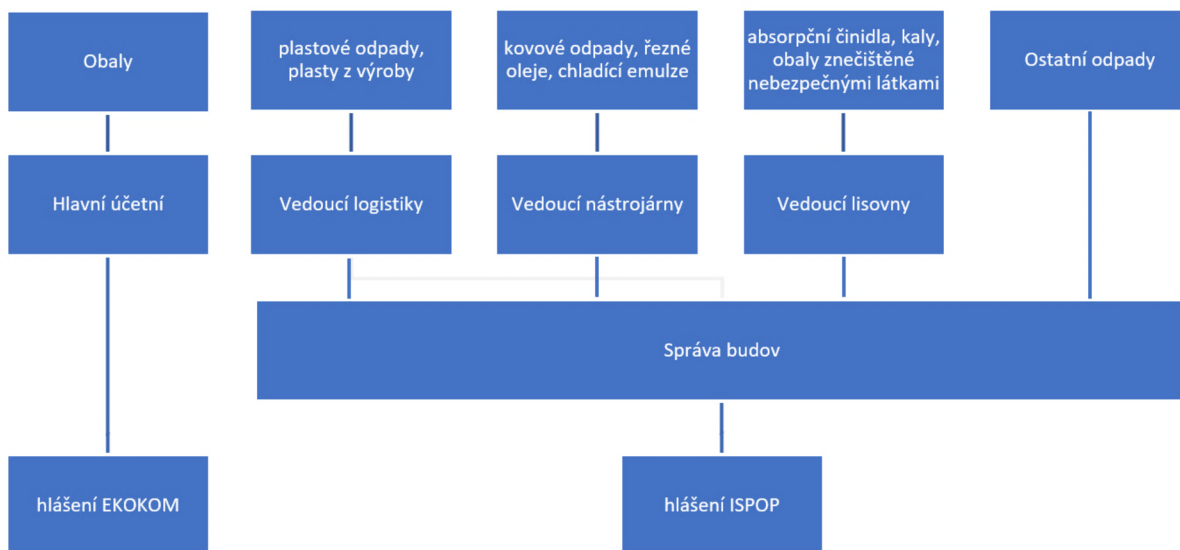 Obaly
plastové odpady,
plasty z výroby
kovové odpady, řezné
oleje, chladící emulze
absorpční činidla, kaly,
obaly znečištěné
nebezpečnými látkami
Ostatní odpady
Hlavní účetní
Vedoucí logistiky
Vedoucí nástrojárny
Vedoucí lisovny
Správa budov
hlášení EKOKOM
hlášení ISPOP